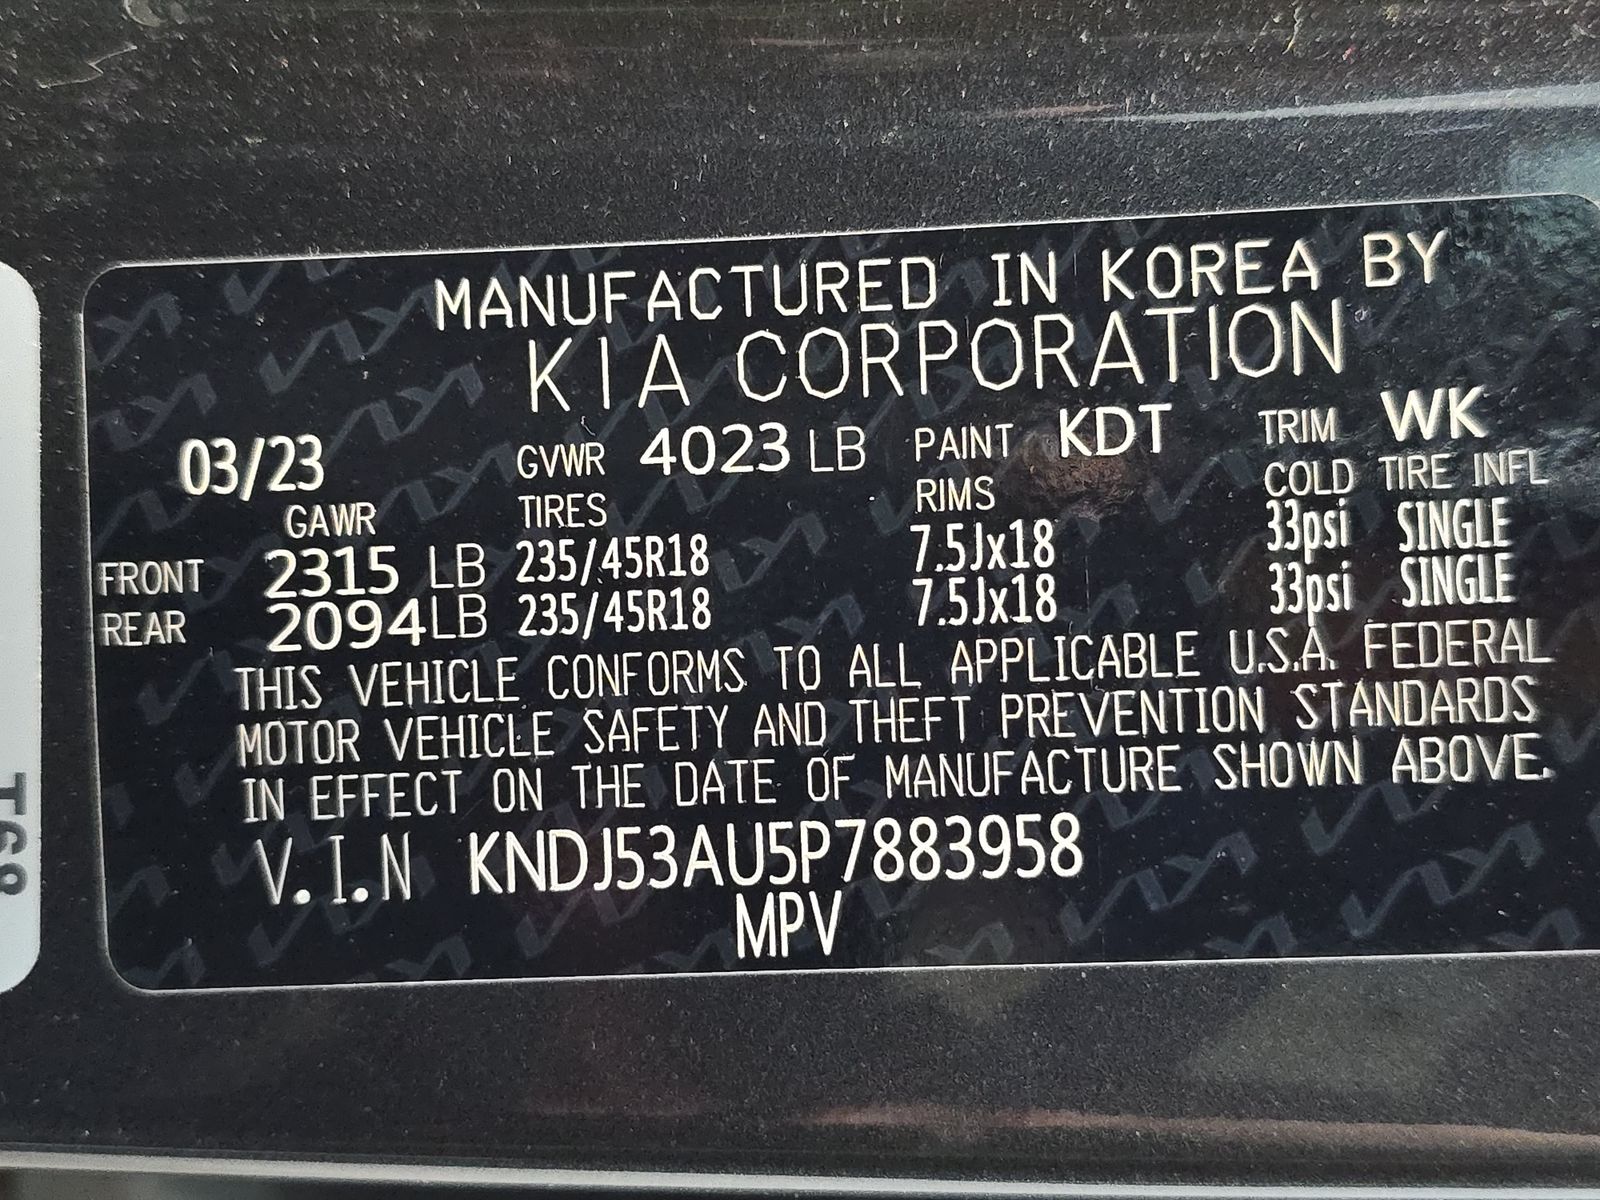 MANUFACTURED IN KOREA BY
KIA CORPORATION
03/23 GVWR 4023 LB PAINT KDT TRIM WK
GAWR TIRES RIMS COLD TIRE INFL
FRONT 2315 LB 235/45R18 7.5Jx18 33psi SINGLE
REAR 2094 LB 235/45R18 7.5Jx18 33psi SINGLE
THIS VEHICLE CONFORMS TO ALL APPLICABLE U.S.A. FEDERAL
MOTOR VEHICLE SAFETY AND THEFT PREVENTION STANDARDS
IN EFFECT ON THE DATE OF MANUFACTURE SHOWN ABOVE.
V.I.N KNDJ53AU5P7883958
MPV
T68